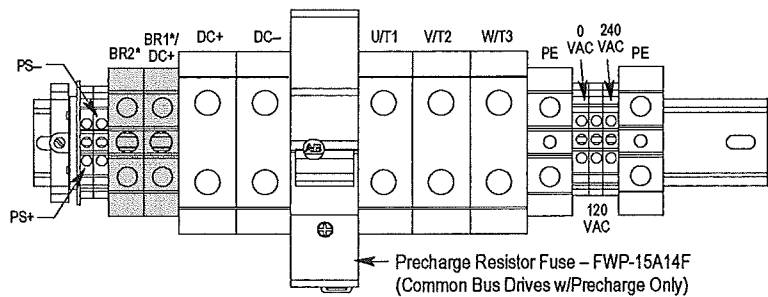 PS–
BR2*
BR1*/
DC+
DC+
DC–
U/T1
V/T2
W/T3
PE
0
VAC
240
VAC
PE
PS+
A-B
120
VAC
Precharge Resistor Fuse – FWP-15A14F
(Common Bus Drives w/Precharge Only)